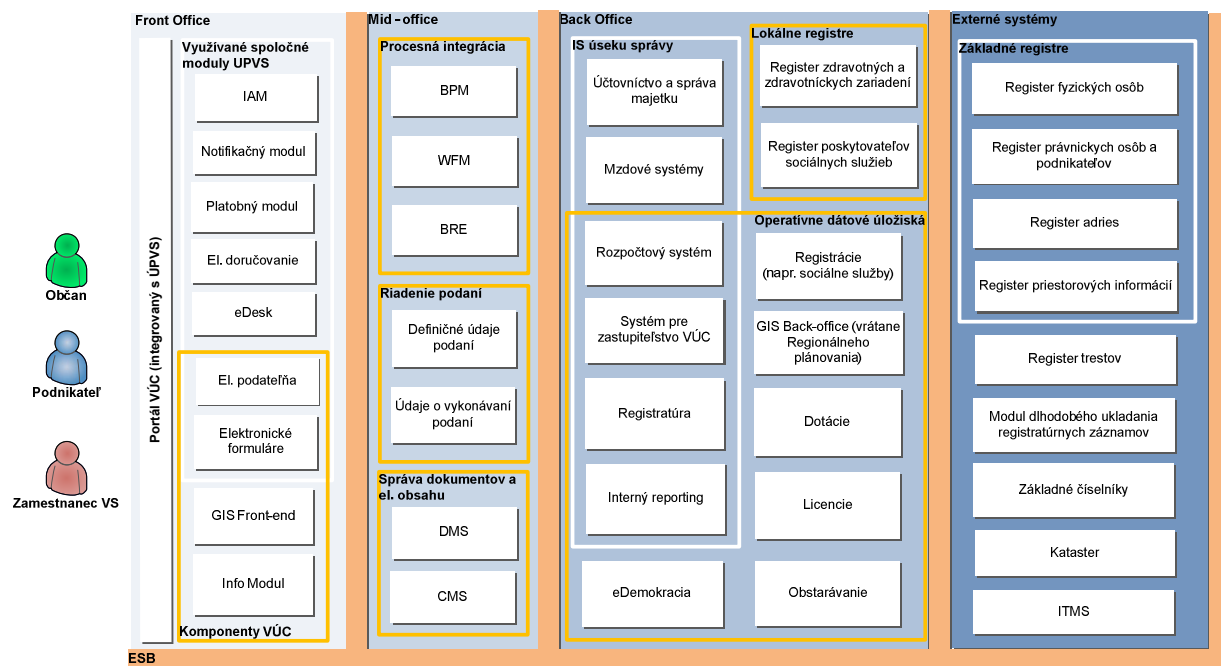 Občan
Podnikateľ
Zamestnanec VS
Front Office
Portál VÚC (integrovaný s ÚPVS)
Využívané spoločné
moduly UPVS
IAM
Notifikačný modul
Platobný modul
El. doručovanie
eDesk
El. podateľňa
Elektronické
formuláre
GIS Front-end
Info Modul
Komponenty VÚC
Mid - office
Procesná integrácia
BPM
WFM
BRE
Riadenie podaní
Definičné údaje
podaní
Údaje o vykonávaní
podaní
Správa dokumentov a
el. obsahu
DMS
CMS
Back Office
IS úseku správy
Účtovníctvo a správa
majetku
Mzdové systémy
Rozpočtový systém
Systém pre
zastupiteľstvo VÚC
Registratúra
Interný reporting
eDemokracia
Lokálne registre
Register zdravotných a
zdravotníckych zariadení
Register poskytovateľov
sociálnych služieb
Operatívne dátové úložiská
Registrácie
(napr. sociálne služby)
GIS Back-office (vrátane
Regionálneho
plánovania)
Dotácie
Licencie
Obstarávanie
Externé systémy
Základné registre
Register fyzických osôb
Register právnických osôb a
podnikateľov
Register adries
Register priestorových informácií
Register trestov
Modul dlhodobého ukladania
registratúrnych záznamov
Základné číselníky
Kataster
ITMS
ESB